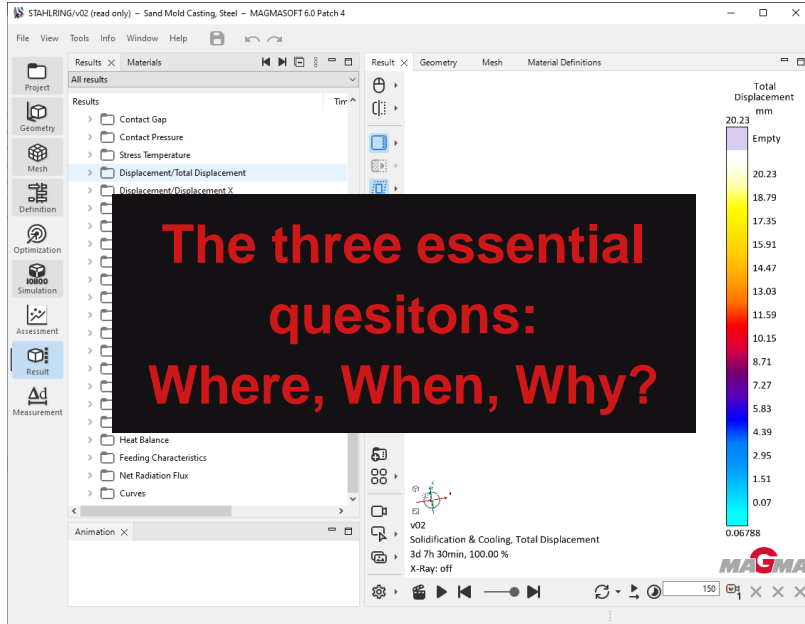 STAHLRING/v02 (read only) – Sand Mold Casting, Steel – MAGMASOFT 6.0 Patch 4
File View Tools Info Window Help
Project
Geometry
Mesh
Definition
Optimization
Simulation
Assessment
Result
Measurement
Results Materials
All results
Results
Contact Gap
Contact Pressure
Stress Temperature
Displacement/Total Displacement
Displacement/Displacement X
Heat Balance
Feeding Characteristics
Net Radiation Flux
Curves
Animation
Result Geometry Mesh Material Definitions
The three essential
quesitons:
Where, When, Why?
Total
Displacement
mm
20.23
Empty
20.23
18.79
17.35
15.91
14.47
13.03
11.59
10.15
8.71
7.27
5.83
4.39
2.95
1.51
0.07
0.06788
v02
Solidification & Cooling, Total Displacement
3d 7h 30min, 100.00 %
X-Ray: off
MAGMA
150
1